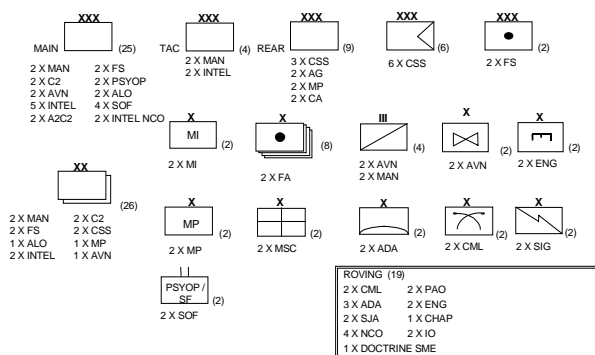 XXX
MAIN (25)
2 X MAN 2 X FS
2 X C2 2 X PSYOP
2 X AVN 2 X ALO
5 X INTEL 4 X SOF
2 X A2C2 2 X INTEL NCO
XXX
TAC (4)
2 X MAN
2 X INTEL
XXX
REAR (9)
3 X CSS
2 X AG
2 X MP
2 X CA
XXX
(6)
6 X CSS
XXX
(2)
2 X FS
X
MI (2)
2 X MI
X
(8)
2 X FA
III
(4)
2 X AVN
2 X MAN
X
(2)
2 X AVN
X
(2)
2 X ENG
XX
(26)
2 X MAN 2 X C2
2 X FS 2 X CSS
1 X ALO 1 X MP
2 X INTEL 1 X AVN
X
MP (2)
2 X MP
X
(2)
2 X MSC
X
(2)
2 X ADA
X
(2)
2 X CML
X
(2)
2 X SIG
PSYOP /
SF (2)
2 X SOF
ROVING (19)
2 X CML 2 X PAO
3 X ADA 2 X ENG
2 X SJA 1 X CHAP
4 X NCO 2 X IO
1 X DOCTRINE SME